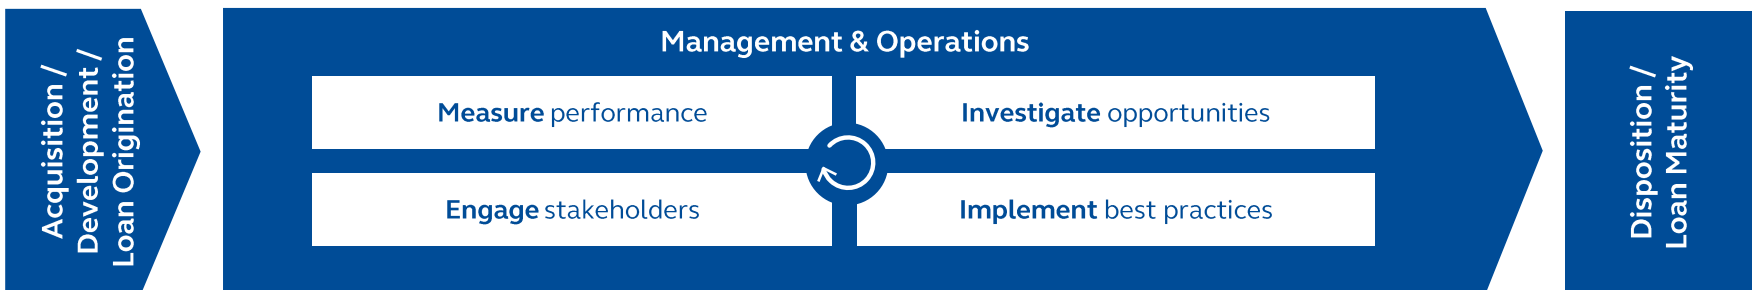 Acquisition /
Development /
Loan Origination
Management & Operations
Measure performance
Investigate opportunities
Engage stakeholders
Implement best practices
Disposition /
Loan Maturity